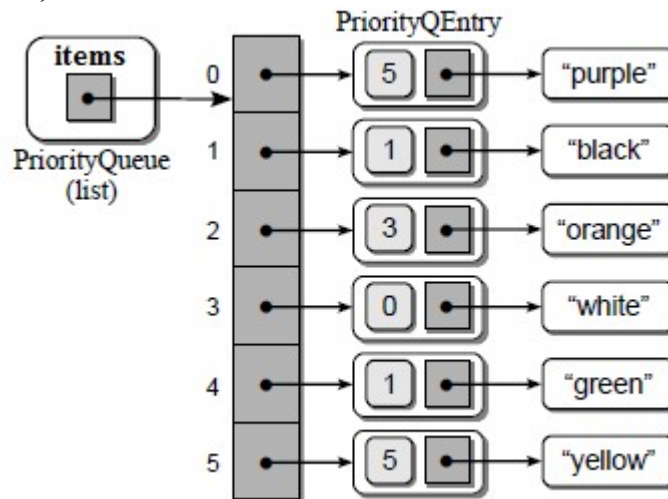 PriorityQEntry
items
0 5 “purple”
PriorityQueue
(list)
1 1 “black”
2 3 “orange”
3 0 “white”
4 1 “green”
5 5 “yellow”